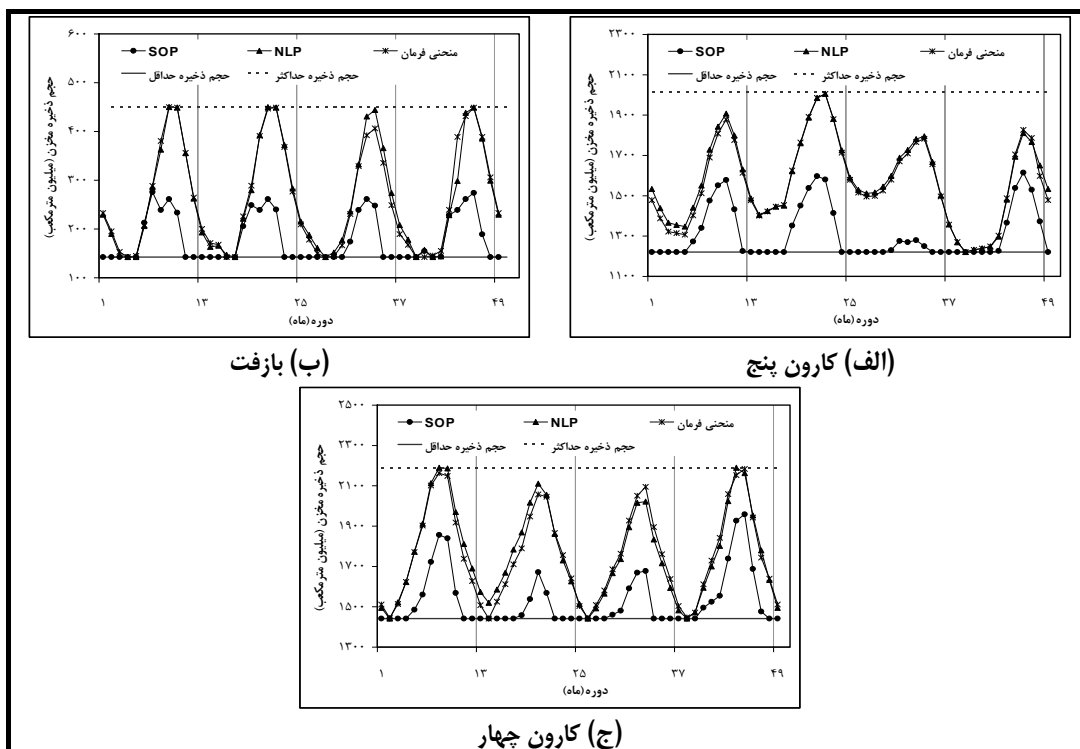 ۲۳۰۰
۲۱۰۰
۱۹۰۰
۱۷۰۰
۱۵۰۰
۱۳۰۰
۱۱۰۰
حجم ذخیره مخزن (میلیون مترمکعب)
SOP NLP منحنی فرمان
حجم ذخیره حداقل حجم ذخیره حداکثر
۱ ۱۳ ۲۵ ۳۷ ۴۹
دوره (ماه)
(الف) کارون پنج
۶۰۰
۵۰۰
۴۰۰
۳۰۰
۲۰۰
۱۰۰
حجم ذخیره مخزن (میلیون مترمکعب)
SOP NLP منحنی فرمان
حجم ذخیره حداقل حجم ذخیره حداکثر
۱ ۱۳ ۲۵ ۳۷ ۴۹
دوره (ماه)
(ب) بازفت
۲۵۰۰
۲۳۰۰
۲۱۰۰
۱۹۰۰
۱۷۰۰
۱۵۰۰
۱۳۰۰
حجم ذخیره مخزن (میلیون مترمکعب)
SOP NLP منحنی فرمان
حجم ذخیره حداقل حجم ذخیره حداکثر
۱ ۱۳ ۲۵ ۳۷ ۴۹
دوره (ماه)
(ج) کارون چهار